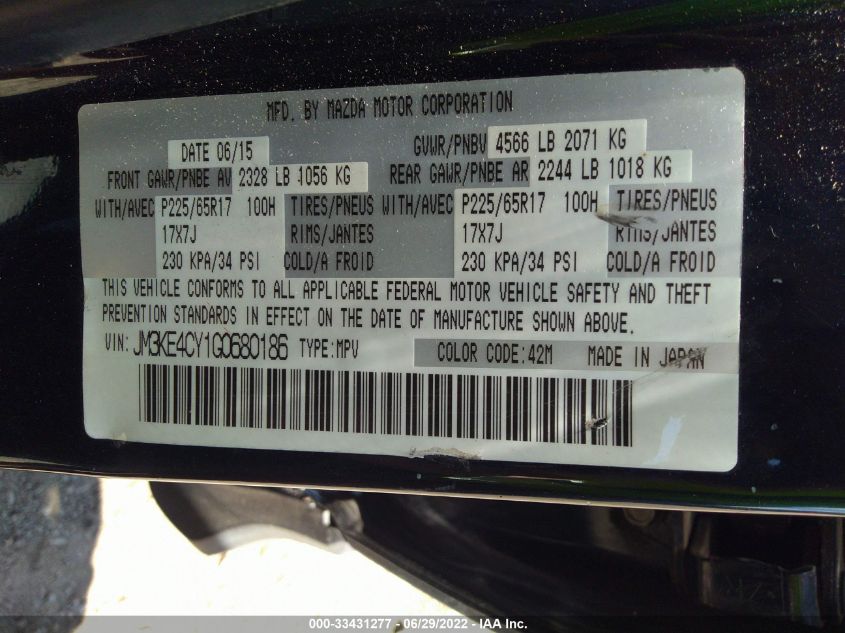 MFD. BY MAZDA MOTOR CORPORATION
DATE 06/15 GVWR/PNBV 4566 LB 2071 KG
FRONT GAWR/PNBE AV 2328 LB 1056 KG REAR GAWR/PNBE AR 2244 LB 1018 KG
WITH/AVEC P225/65R17 100H TIRES/PNEUS WITH/AVEC P225/65R17 100H TIRES/PNEUS
17X7J RIMS/JANTES 17X7J RIMS/JANTES
230 KPA/34 PSI COLD/A FROID 230 KPA/34 PSI COLD/A FROID
THIS VEHICLE CONFORMS TO ALL APPLICABLE FEDERAL MOTOR VEHICLE SAFETY AND THEFT
PREVENTION STANDARDS IN EFFECT ON THE DATE OF MANUFACTURE SHOWN ABOVE.
VIN: JM3KE4CY1G0680186 TYPE:MPV COLOR CODE:42M MADE IN JAPAN
000-33431277 - 06/29/2022 - IAA Inc.